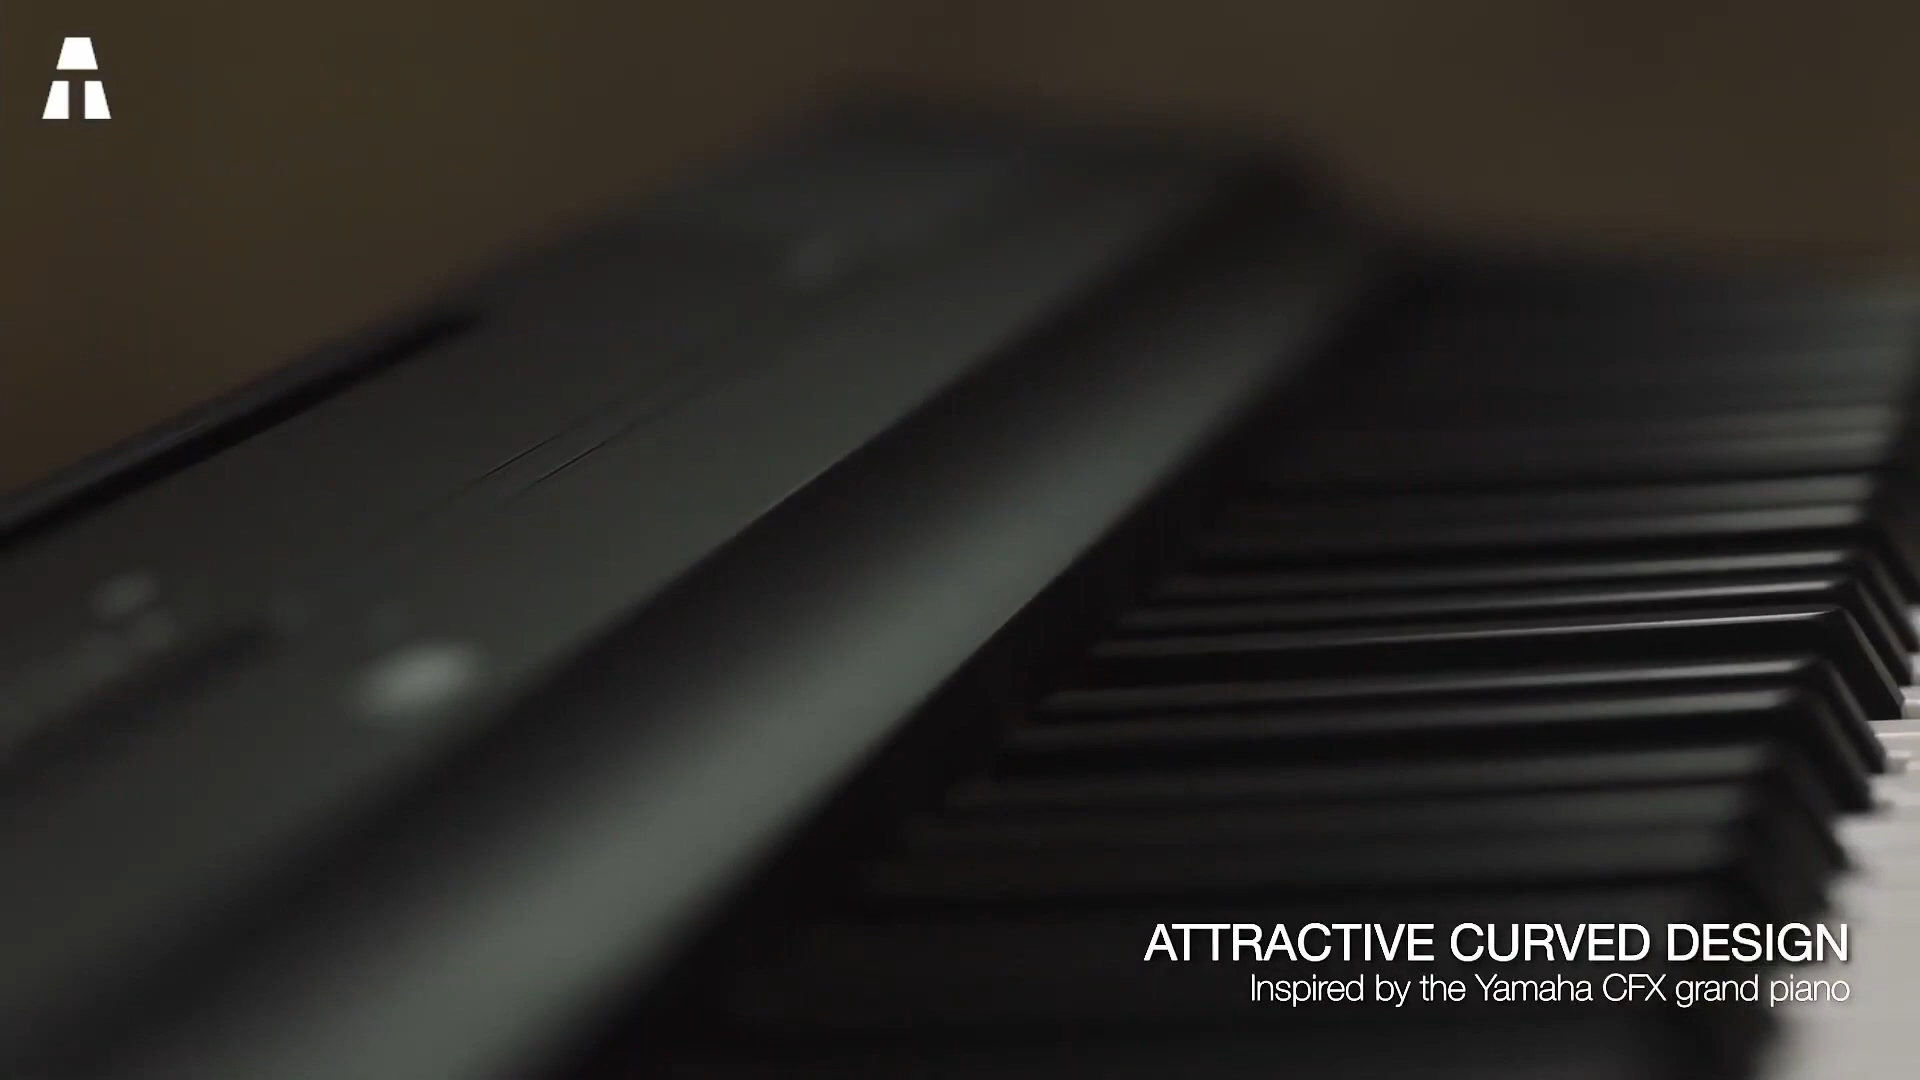 ATTRACTIVE CURVED DESIGN
Inspired by the Yamaha CFX grand piano